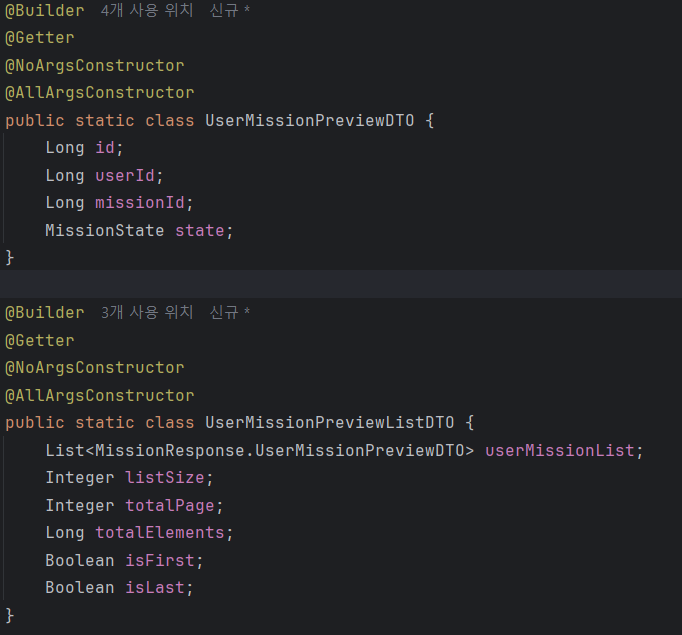 @Builder 4개 사용 위치 신규 *
@Getter
@NoArgsConstructor
@AllArgsConstructor
public static class UserMissionPreviewDTO {
    Long id;
    Long userId;
    Long missionId;
    MissionState state;
}
@Builder 3개 사용 위치 신규 *
@Getter
@NoArgsConstructor
@AllArgsConstructor
public static class UserMissionPreviewListDTO {
    List<MissionResponse.UserMissionPreviewDTO> userMissionList;
    Integer listSize;
    Integer totalPage;
    Long totalElements;
    Boolean isFirst;
    Boolean isLast;
}